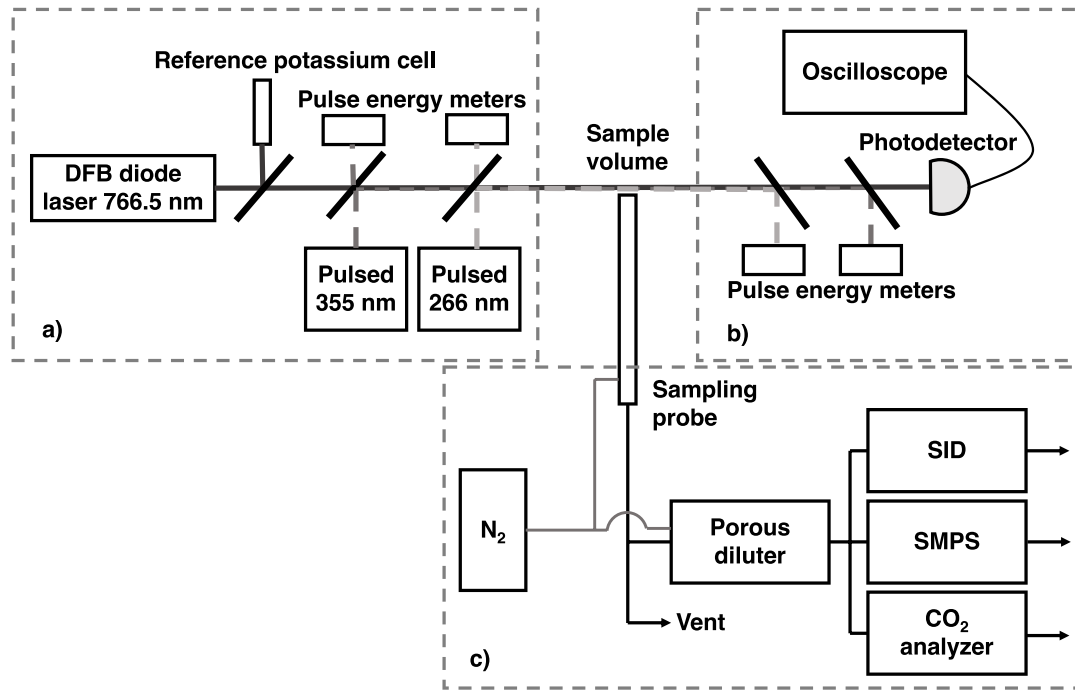 Reference potassium cell
Pulse energy meters
DFB diode
laser 766.5 nm
Pulsed
355 nm
Pulsed
266 nm
a)
Sample
volume
Oscilloscope
Photodetector
Pulse energy meters
b)
Sampling
probe
N₂
Porous
diluter
Vent
SID
SMPS
CO₂
analyzer
c)